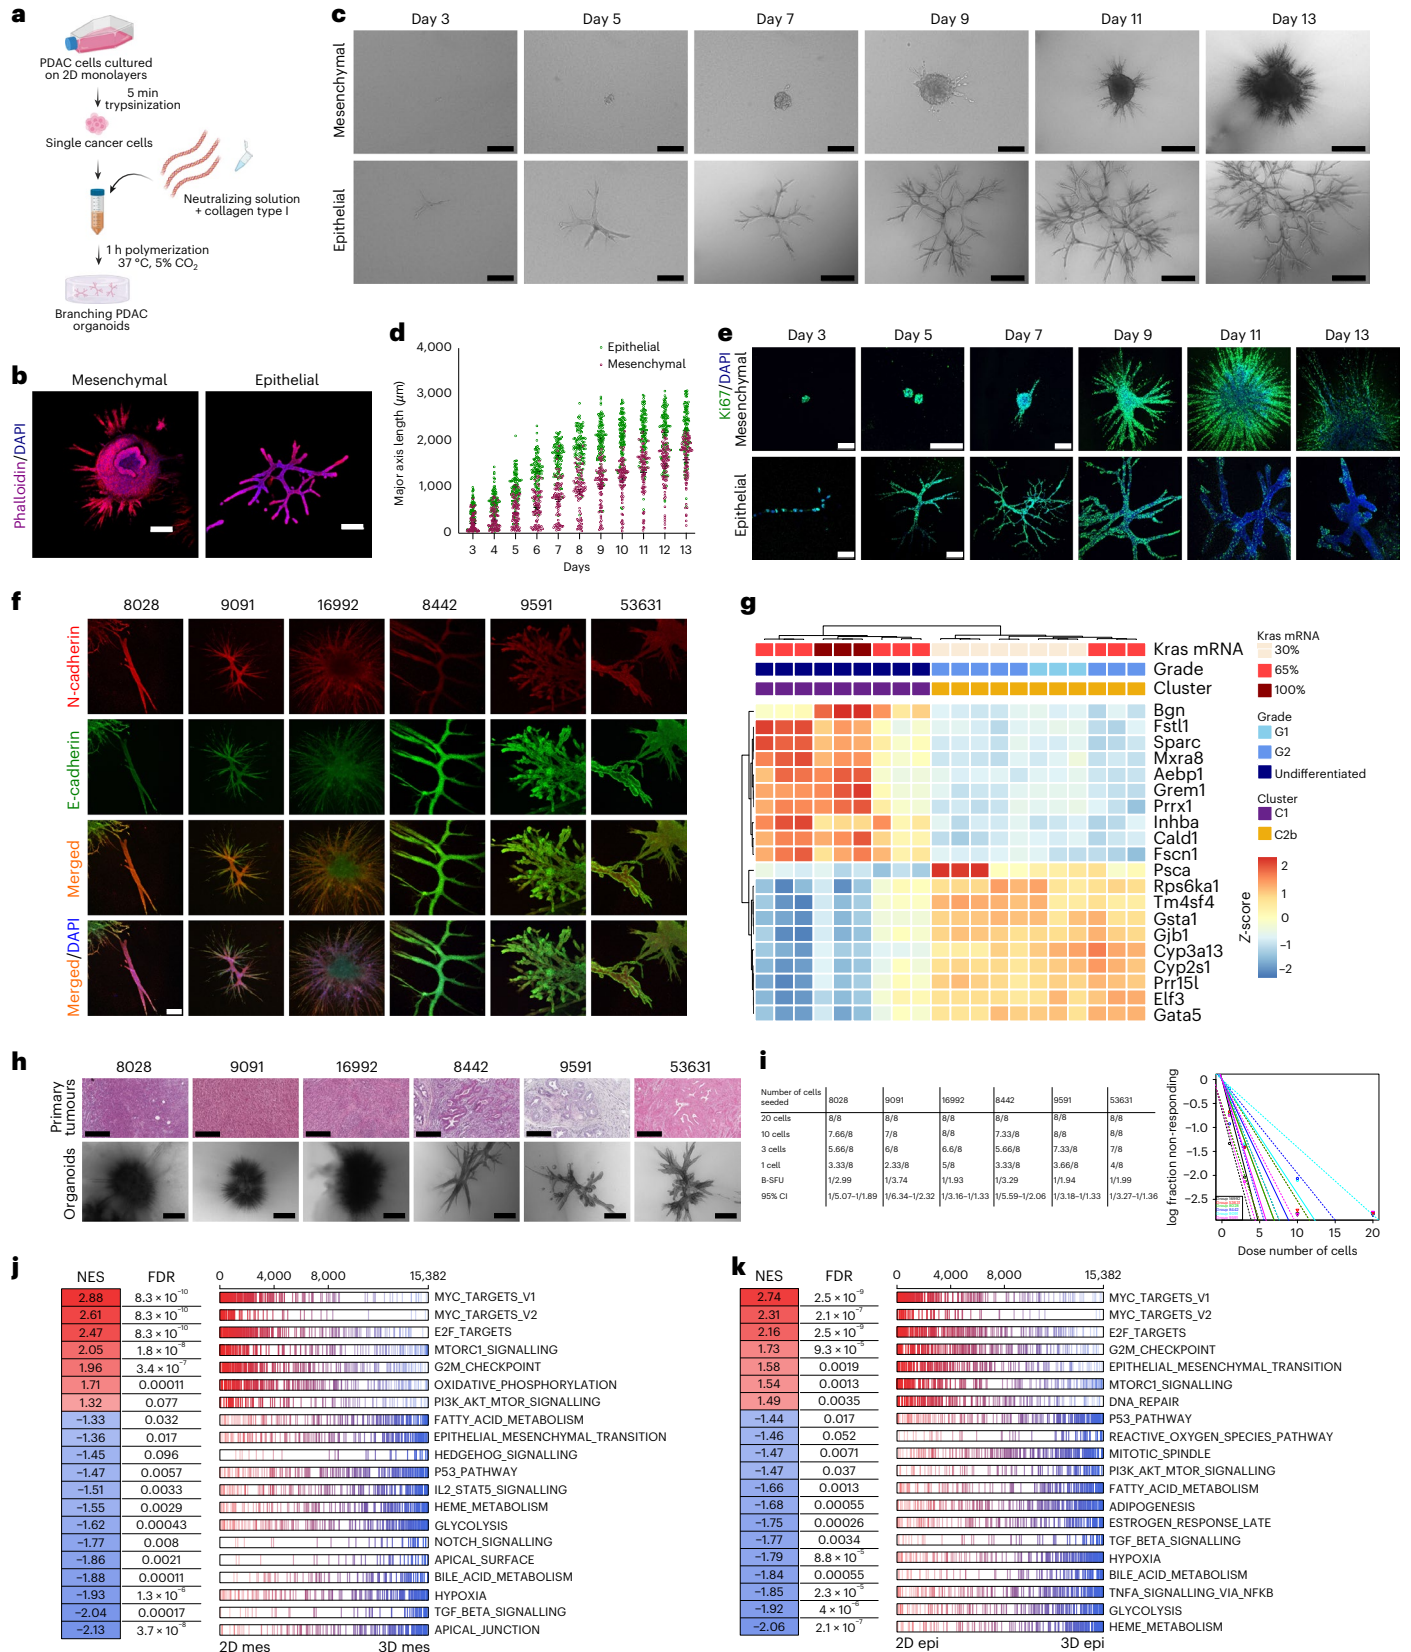 a
PDAC cells cultured
on 2D monolayers
5 min
trypsinization
Single cancer cells
Neutralizing solution
+ collagen type I
1 h polymerization
37 °C, 5% CO2
Branching PDAC
organoids
b
Mesenchymal Epithelial
Phalloidin/DAPI
c
Day 3 Day 5 Day 7 Day 9 Day 11 Day 13
Mesenchymal
Epithelial
d
Epithelial
Mesenchymal
Major axis length (μm)
4,000
3,000
2,000
1,000
0
3 4 5 6 7 8 9 10 11 12 13
Days
e
Day 3 Day 5 Day 7 Day 9 Day 11 Day 13
Ki67/DAPI
Mesenchymal
Epithelial
f
8028 9091 16992 8442 9591 53631
N-cadherin
E-cadherin
Merged
Merged/DAPI
g
Kras mRNA
Grade
Cluster
Bgn
Fstl1
Sparc
Mxra8
Aebp1
Grem1
Prrx1
Inhba
Cald1
Fscn1
Psca
Rps6ka1
Tm4sf4
Gsta1
Gjb1
Cyp3a13
Cyp2s1
Prr15l
Elf3
Gata5
Kras mRNA
30%
65%
100%
Grade
G1
G2
Undifferentiated
Cluster
C1
C2b
Z-score
2
1
0
−1
−2
h
8028 9091 16992 8442 9591 53631
Primary
tumours
Organoids
i
Number of cells
seeded 8028 9091 16992 8442 9591 53631
20 cells 8/8 8/8 8/8 8/8 8/8 8/8
10 cells 7.66/8 7/8 8/8 7.33/8 8/8 8/8
3 cells 5.66/8 6/8 6.6/8 5.66/8 7.33/8 7/8
1 cell 3.33/8 2.33/8 5/8 3.33/8 3.66/8 4/8
B-SFU 1/2.99 1/3.74 1/1.93 1/3.29 1/1.94 1/1.99
95% CI 1/5.07–1/1.89 1/6.34–1/2.32 1/3.16–1/1.33 1/5.59–1/2.06 1/3.18–1/1.33 1/3.27–1/1.36
log fraction non-responding
0
−0.5
−1.0
−1.5
−2.0
−2.5
0 5 10 15 20
Dose number of cells
j
NES FDR 0 4,000 8,000 15,382
2.88 8.3 × 10−10 MYC_TARGETS_V1
2.61 8.3 × 10−10 MYC_TARGETS_V2
2.47 8.3 × 10−10 E2F_TARGETS
2.05 1.8 × 10−8 MTORC1_SIGNALLING
1.96 3.4 × 10−7 G2M_CHECKPOINT
1.71 0.00011 OXIDATIVE_PHOSPHORYLATION
1.32 0.077 PI3K_AKT_MTOR_SIGNALLING
−1.33 0.032 FATTY_ACID_METABOLISM
−1.36 0.017 EPITHELIAL_MESENCHYMAL_TRANSITION
−1.45 0.096 HEDGEHOG_SIGNALLING
−1.47 0.0057 P53_PATHWAY
−1.51 0.0033 IL2_STAT5_SIGNALLING
−1.55 0.0029 HEME_METABOLISM
−1.62 0.00043 GLYCOLYSIS
−1.77 0.008 NOTCH_SIGNALLING
−1.86 0.0021 APICAL_SURFACE
−1.88 0.00011 BILE_ACID_METABOLISM
−1.93 1.3 × 10−6 HYPOXIA
−2.04 0.00017 TGF_BETA_SIGNALLING
−2.13 3.7 × 10−8 APICAL_JUNCTION
2D mes 3D mes
k
NES FDR 0 4,000 8,000 15,382
2.74 2.5 × 10−9 MYC_TARGETS_V1
2.31 2.1 × 10−7 MYC_TARGETS_V2
2.16 2.5 × 10−9 E2F_TARGETS
1.73 9.3 × 10−5 G2M_CHECKPOINT
1.58 0.0019 EPITHELIAL_MESENCHYMAL_TRANSITION
1.54 0.0013 MTORC1_SIGNALLING
1.49 0.0035 DNA_REPAIR
−1.44 0.017 P53_PATHWAY
−1.46 0.052 REACTIVE_OXYGEN_SPECIES_PATHWAY
−1.47 0.0071 MITOTIC_SPINDLE
−1.47 0.037 PI3K_AKT_MTOR_SIGNALLING
−1.66 0.0013 FATTY_ACID_METABOLISM
−1.68 0.00055 ADIPOGENESIS
−1.75 0.00026 ESTROGEN_RESPONSE_LATE
−1.77 0.0034 TGF_BETA_SIGNALLING
−1.79 8.8 × 10−5 HYPOXIA
−1.84 0.00055 BILE_ACID_METABOLISM
−1.85 2.3 × 10−5 TNFA_SIGNALLING_VIA_NFKB
−1.92 4 × 10−6 GLYCOLYSIS
−2.06 2.1 × 10−7 HEME_METABOLISM
2D epi 3D epi